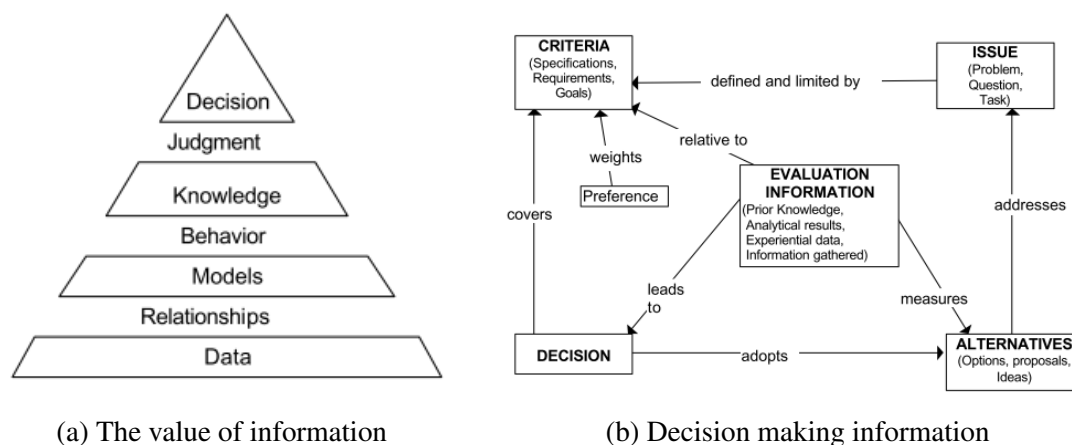 Decision
Judgment
Knowledge
Behavior
Models
Relationships
Data
(a) The value of information
CRITERIA
(Specifications,
Requirements,
Goals)
defined and limited by
ISSUE
(Problem,
Question,
Task)
relative to
weights
Preference
EVALUATION
INFORMATION
(Prior Knowledge,
Analytical results,
Experiential data,
Information gathered)
covers
addresses
leads
to
measures
DECISION
adopts
ALTERNATIVES
(Options, proposals,
Ideas)
(b) Decision making information